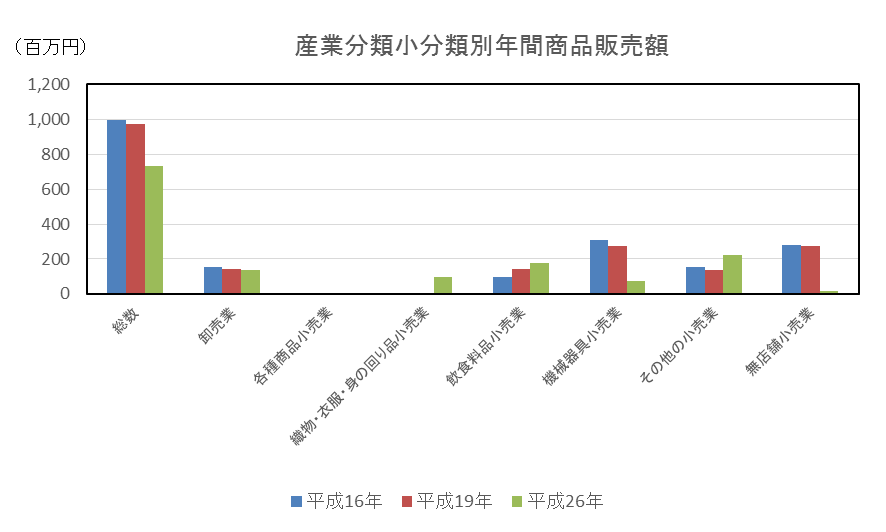 (百万円)
産業分類小分類別年間商品販売額
1,200
1,000
800
600
400
200
0
総数
卸売業
各種商品小売業
織物・衣服・身の回り品小売業
飲食料品小売業
機械器具小売業
その他の小売業
無店舗小売業
平成16年 平成19年 平成26年